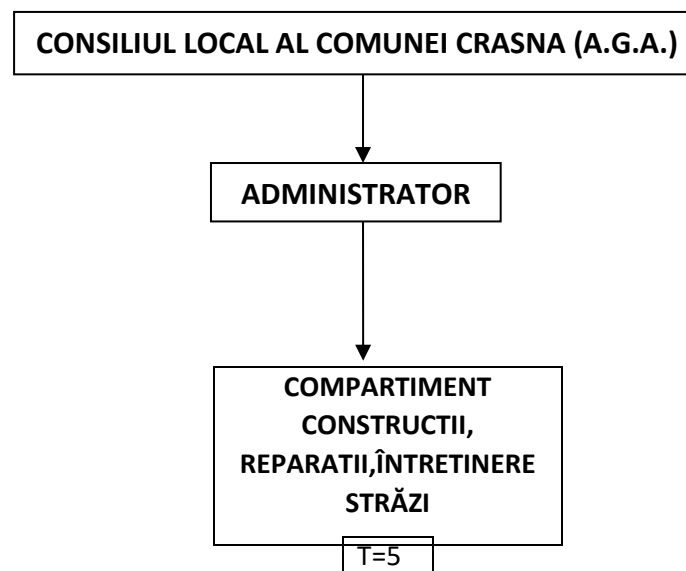 CONSILIUL LOCAL AL COMUNEI CRASNA (A.G.A.)
ADMINISTRATOR
COMPARTIMENT
CONSTRUCTII,
REPARATII,ÎNTRETINERE
STRĂZI
T=5